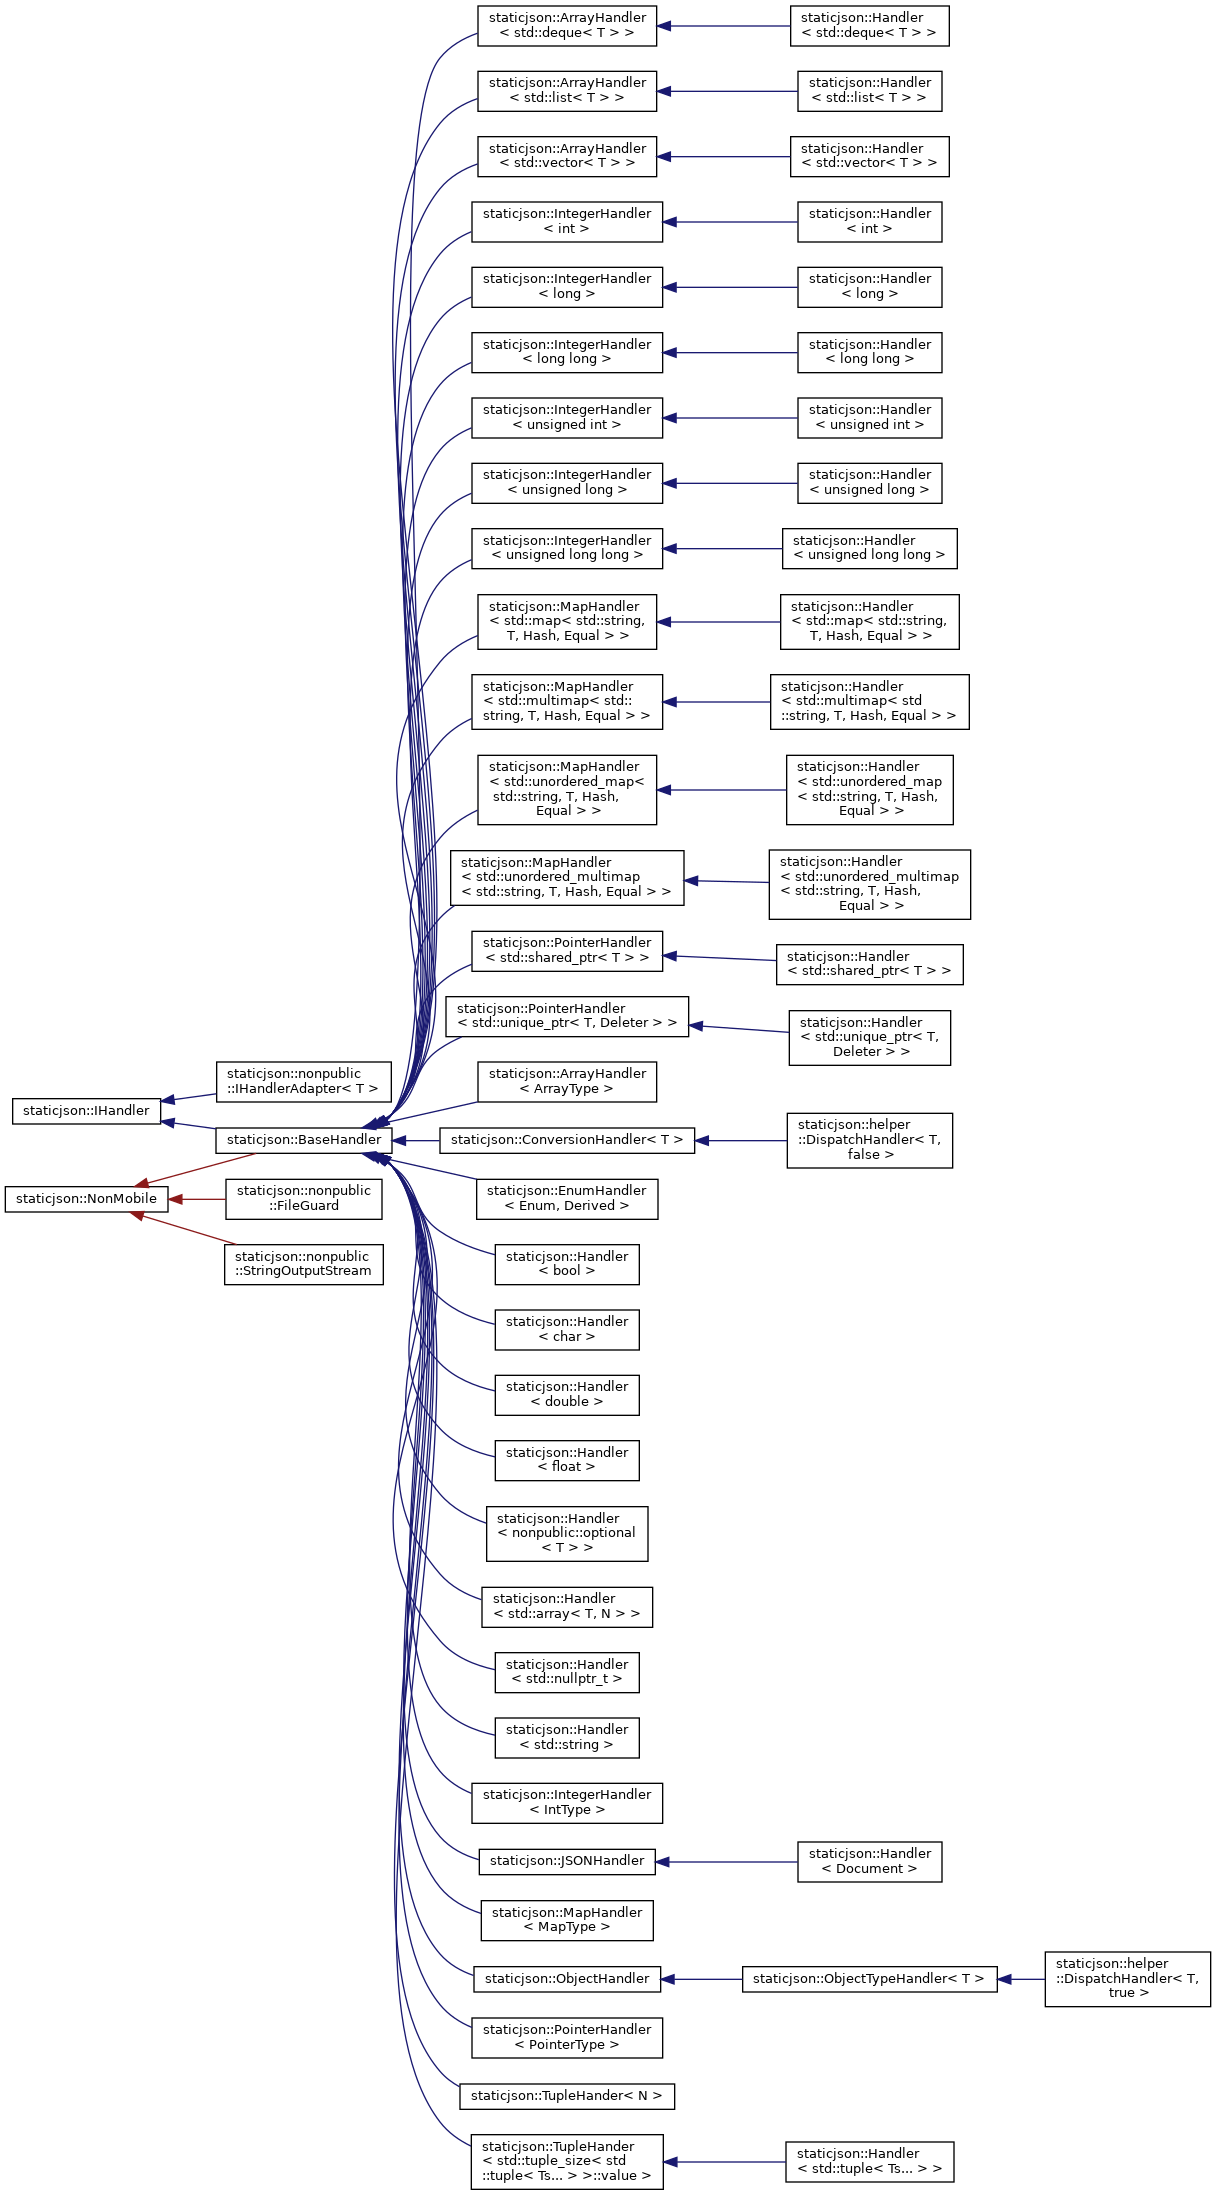 staticjson::ArrayHandler
< std::deque< T > >
staticjson::Handler
< std::deque< T > >
staticjson::ArrayHandler
< std::list< T > >
staticjson::Handler
< std::list< T > >
staticjson::ArrayHandler
< std::vector< T > >
staticjson::Handler
< std::vector< T > >
staticjson::IntegerHandler
< int >
staticjson::Handler
< int >
staticjson::IntegerHandler
< long >
staticjson::Handler
< long >
staticjson::IntegerHandler
< long long >
staticjson::Handler
< long long >
staticjson::IntegerHandler
< unsigned int >
staticjson::Handler
< unsigned int >
staticjson::IntegerHandler
< unsigned long >
staticjson::Handler
< unsigned long >
staticjson::IntegerHandler
< unsigned long long >
staticjson::Handler
< unsigned long long >
staticjson::MapHandler
< std::map< std::string,
T, Hash, Equal > >
staticjson::Handler
< std::map< std::string,
T, Hash, Equal > >
staticjson::MapHandler
< std::multimap< std::
string, T, Hash, Equal > >
staticjson::Handler
< std::multimap< std
::string, T, Hash, Equal > >
staticjson::MapHandler
< std::unordered_map<
std::string, T, Hash,
Equal > >
staticjson::Handler
< std::unordered_map
< std::string, T, Hash,
Equal > >
staticjson::MapHandler
< std::unordered_multimap
< std::string, T, Hash, Equal > >
staticjson::Handler
< std::unordered_multimap
< std::string, T, Hash,
Equal > >
staticjson::PointerHandler
< std::shared_ptr< T > >
staticjson::Handler
< std::shared_ptr< T > >
staticjson::PointerHandler
< std::unique_ptr< T, Deleter > >
staticjson::Handler
< std::unique_ptr< T,
Deleter > >
staticjson::nonpublic
::IHandlerAdapter< T >
staticjson::ArrayHandler
< ArrayType >
staticjson::IHandler
staticjson::BaseHandler
staticjson::ConversionHandler< T >
staticjson::helper
::DispatchHandler< T,
false >
staticjson::NonMobile
staticjson::nonpublic
::FileGuard
staticjson::EnumHandler
< Enum, Derived >
staticjson::nonpublic
::StringOutputStream
staticjson::Handler
< bool >
staticjson::Handler
< char >
staticjson::Handler
< double >
staticjson::Handler
< float >
staticjson::Handler
< nonpublic::optional
< T > >
staticjson::Handler
< std::array< T, N > >
staticjson::Handler
< std::nullptr_t >
staticjson::Handler
< std::string >
staticjson::IntegerHandler
< IntType >
staticjson::JSONHandler
staticjson::Handler
< Document >
staticjson::MapHandler
< MapType >
staticjson::ObjectHandler
staticjson::ObjectTypeHandler< T >
staticjson::helper
::DispatchHandler< T,
true >
staticjson::PointerHandler
< PointerType >
staticjson::TupleHander< N >
staticjson::TupleHander
< std::tuple_size< std
::tuple< Ts... > >::value >
staticjson::Handler
< std::tuple< Ts... > >